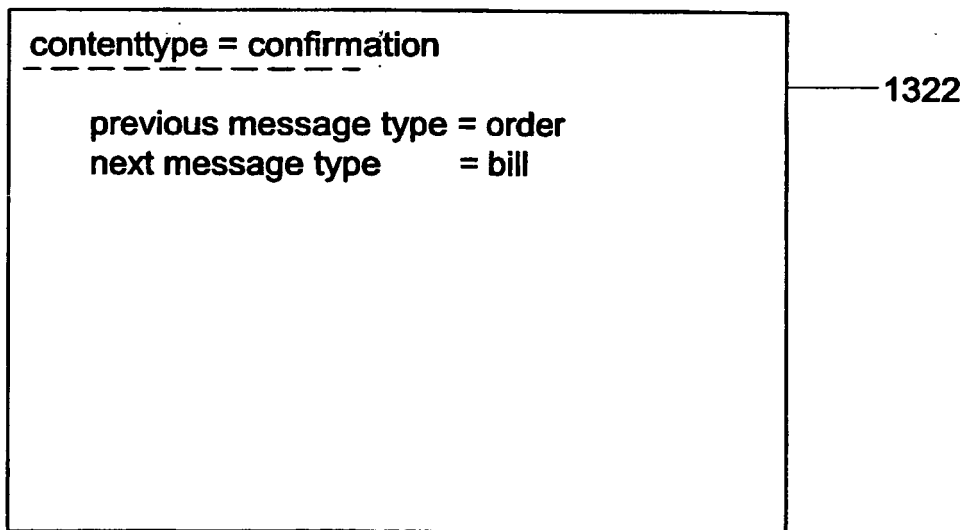 contenttype = confirmation
1322
previous message type = order
next message type = bill